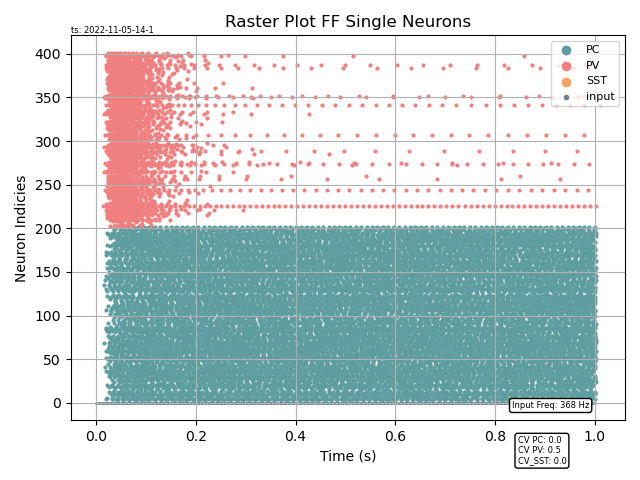 Raster Plot FF Single Neurons
ts: 2022-11-05-14-1
PC
PV
SST
input
400
350
300
250
200
150
100
50
0
Neuron Indicies
Input Freq: 368 Hz
0.0 0.2 0.4 0.6 0.8 1.0
Time (s)
CV PC: 0.0
CV PV: 0.5
CV_SST: 0.0